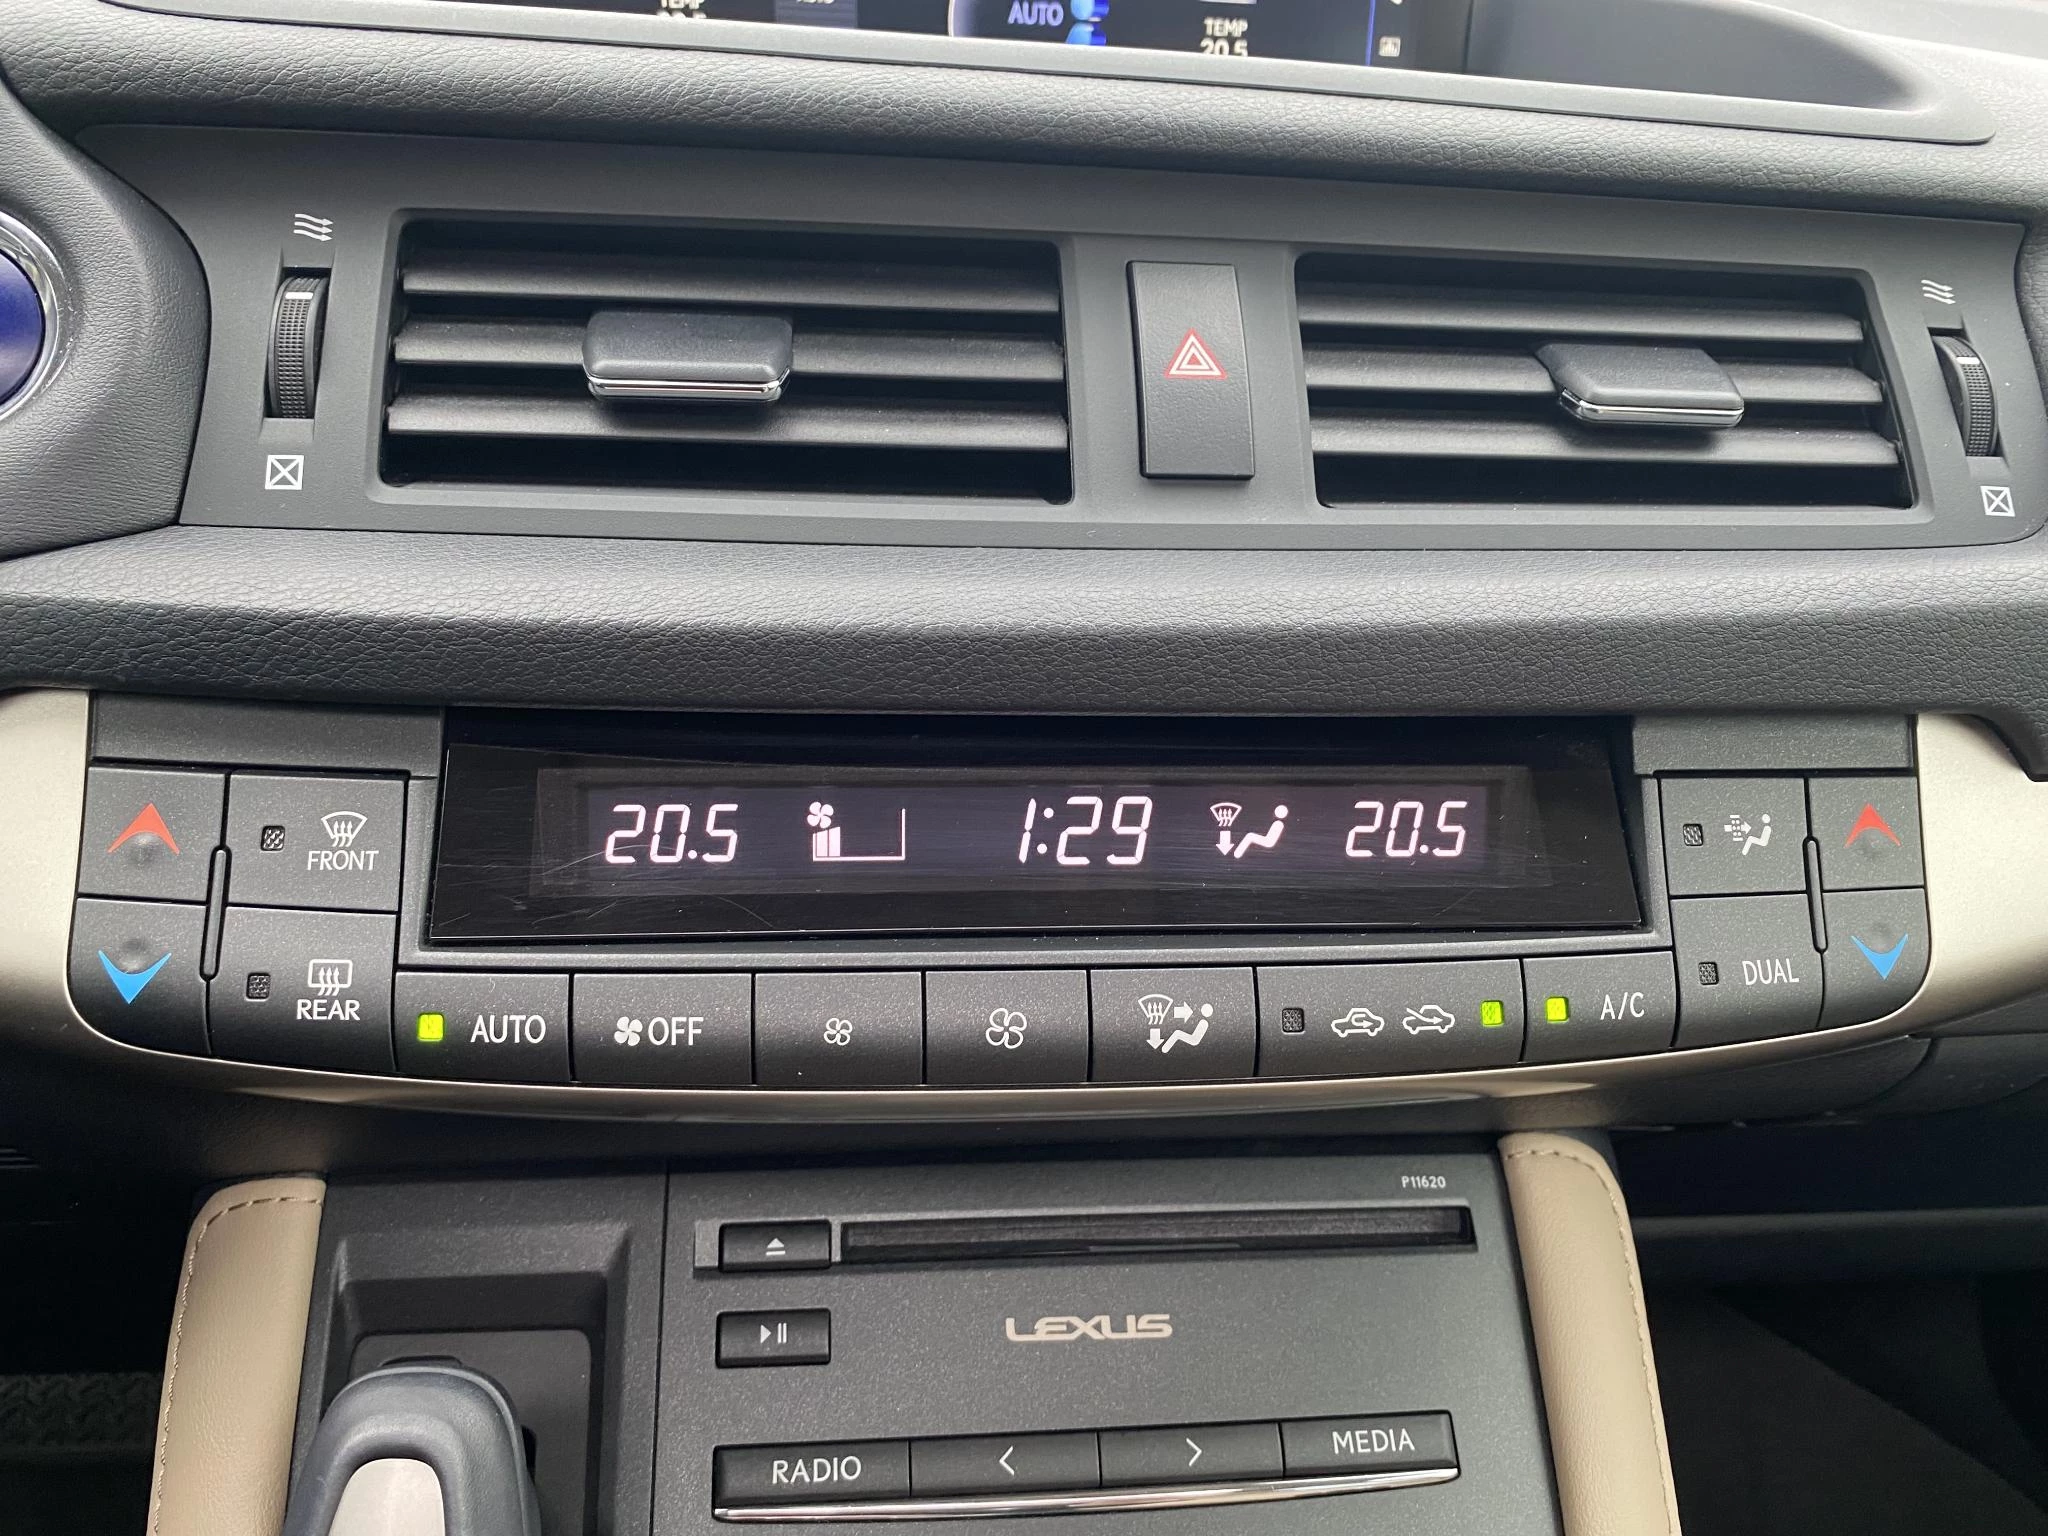 TEMP
AUTO
TEMP
20.5
20.5 1:29 20.5
FRONT
REAR
AUTO
OFF
A/C
DUAL
P11620
LEXUS
RADIO < > MEDIA